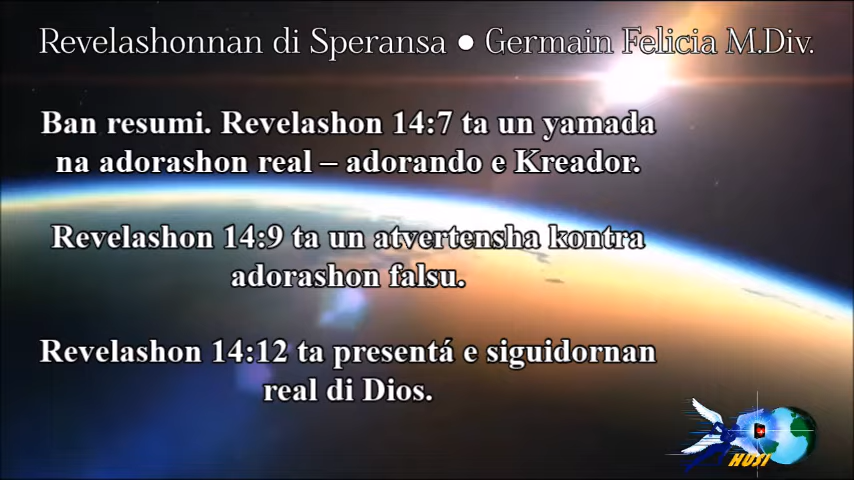 Revelashonnan di Speransa ● Germain Felicia M.Div.
Ban resumi. Revelashon 14:7 ta un yamada
na adorashon real – adorando e Kreador.
Revelashon 14:9 ta un atvertensha kontra
adorashon falsu.
Revelashon 14:12 ta presentá e siguidornan
real di Dios.
HUSI